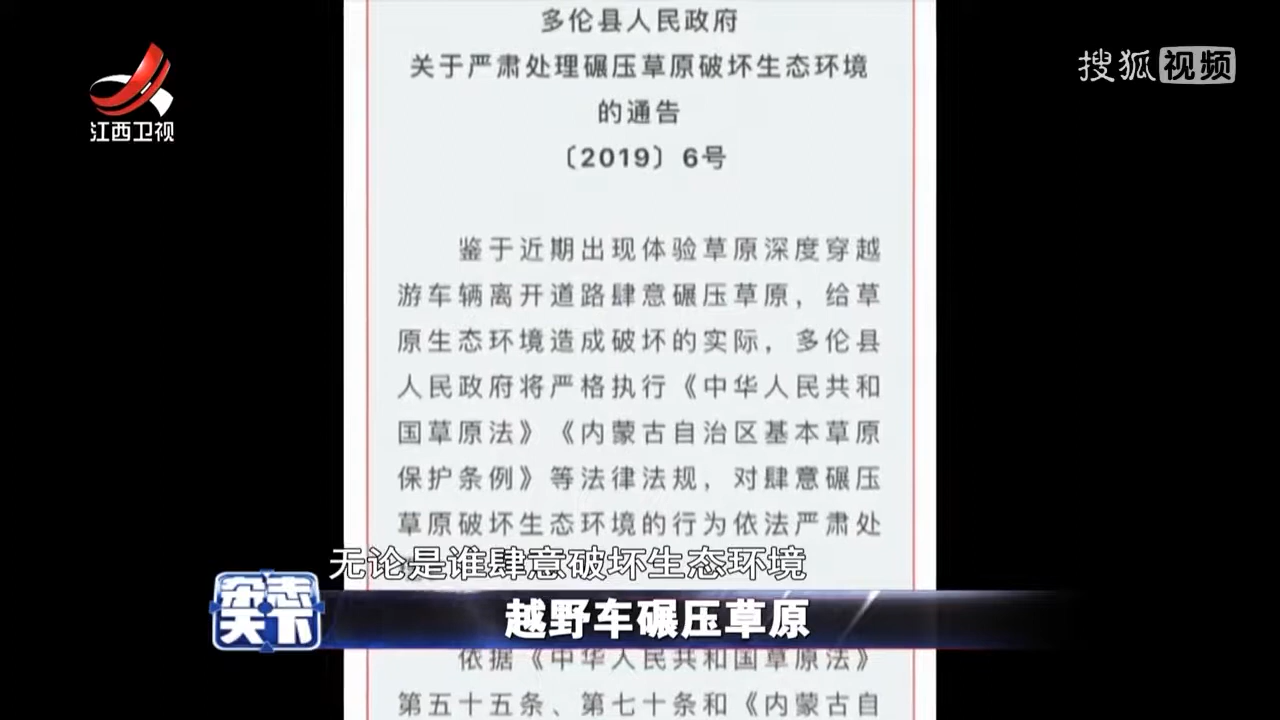 多伦县人民政府
关于严肃处理碾压草原破坏生态环境
的通告
〔2019〕6号
江西卫视
搜狐视频
鉴于近期出现体验草原深度穿越
游车辆离开道路肆意碾压草原，给草
原生态环境造成破坏的实际，多伦县
人民政府将严格执行《中华人民共和
国草原法》《内蒙古自治区基本草原
保护条例》等法律法规，对肆意碾压
草原破坏生态环境的行为依法严肃处
无论是谁肆意破坏生态环境
杂志天下
越野车碾压草原
依据《中华人民共和国草原法》
第五十五条、第七十条和《内蒙古自